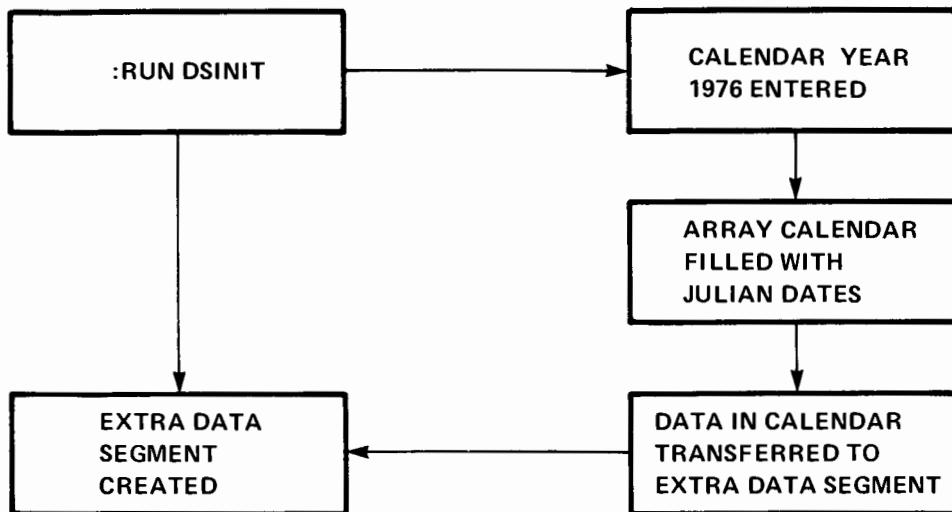 :RUN DSINIT
CALENDAR YEAR
1976 ENTERED
ARRAY CALENDAR
FILLED WITH
JULIAN DATES
EXTRA DATA
SEGMENT
CREATED
DATA IN CALENDAR
TRANSFERRED TO
EXTRA DATA SEGMENT